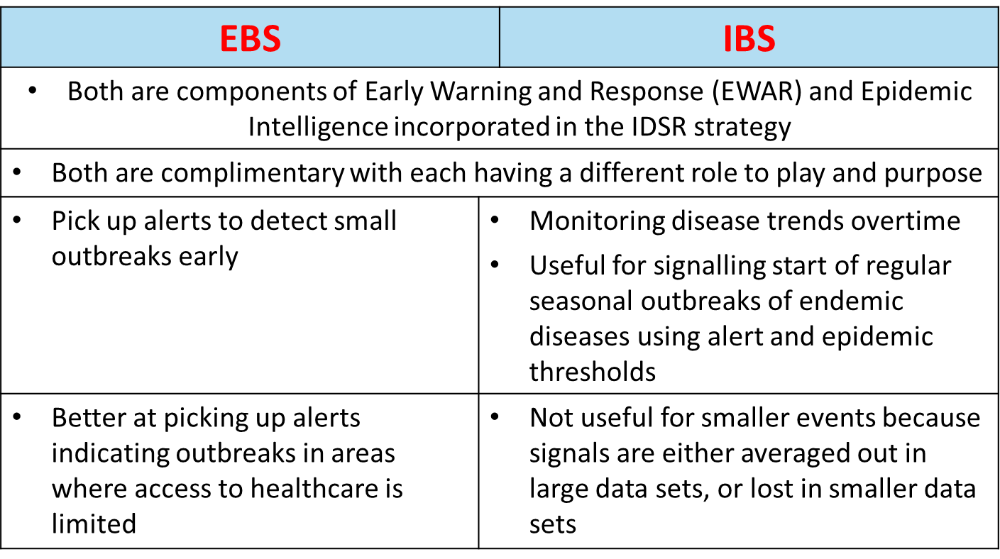 EBS
IBS
• Both are components of Early Warning and Response (EWAR) and Epidemic
Intelligence incorporated in the IDSR strategy
• Both are complimentary with each having a different role to play and purpose
• Pick up alerts to detect small
outbreaks early
• Monitoring disease trends overtime
• Useful for signalling start of regular
seasonal outbreaks of endemic
diseases using alert and epidemic
thresholds
• Better at picking up alerts
indicating outbreaks in areas
where access to healthcare is
limited
• Not useful for smaller events because
signals are either averaged out in
large data sets, or lost in smaller data
sets